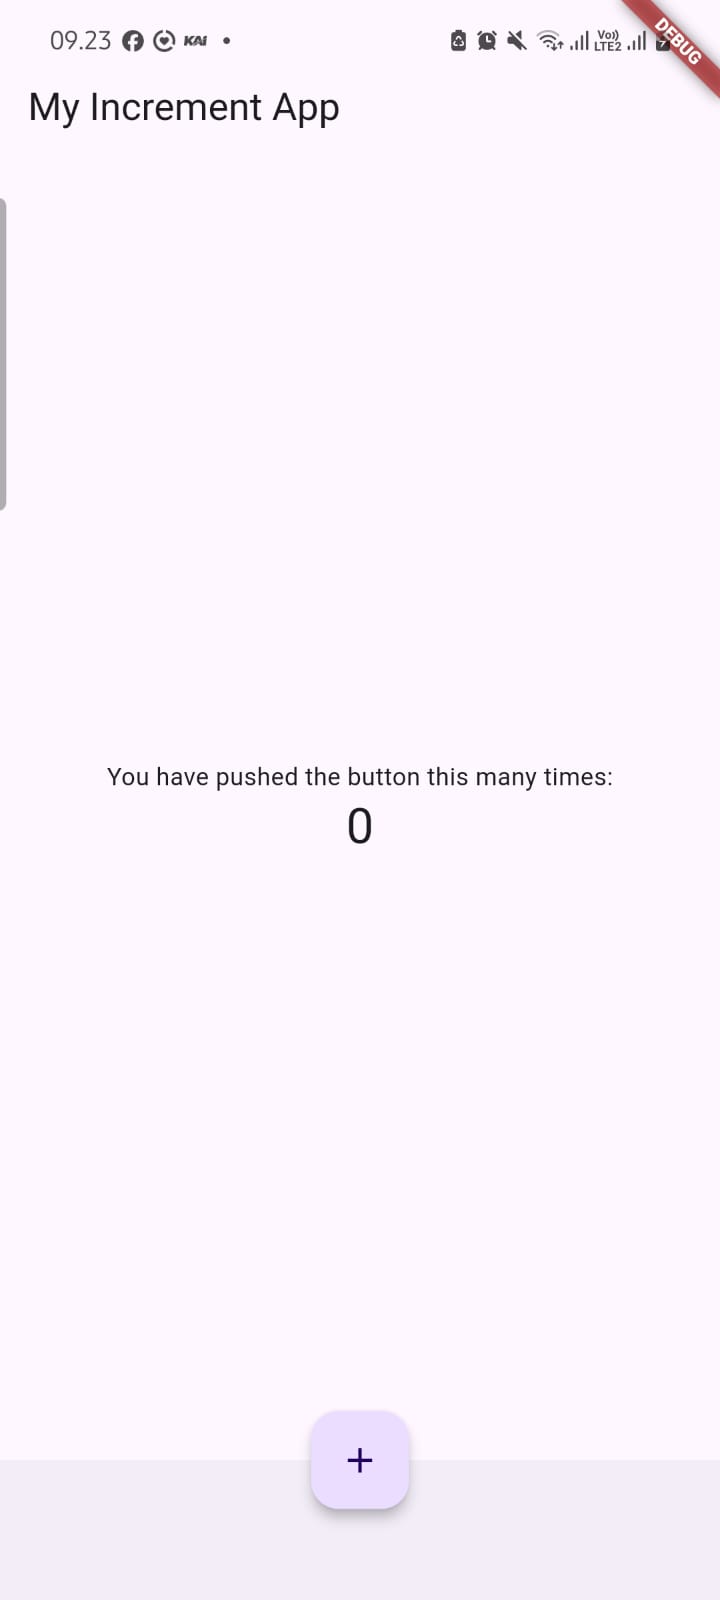 09.23 KAI
Vo))
LTE2
DEBUG
My Increment App
You have pushed the button this many times:
0
+